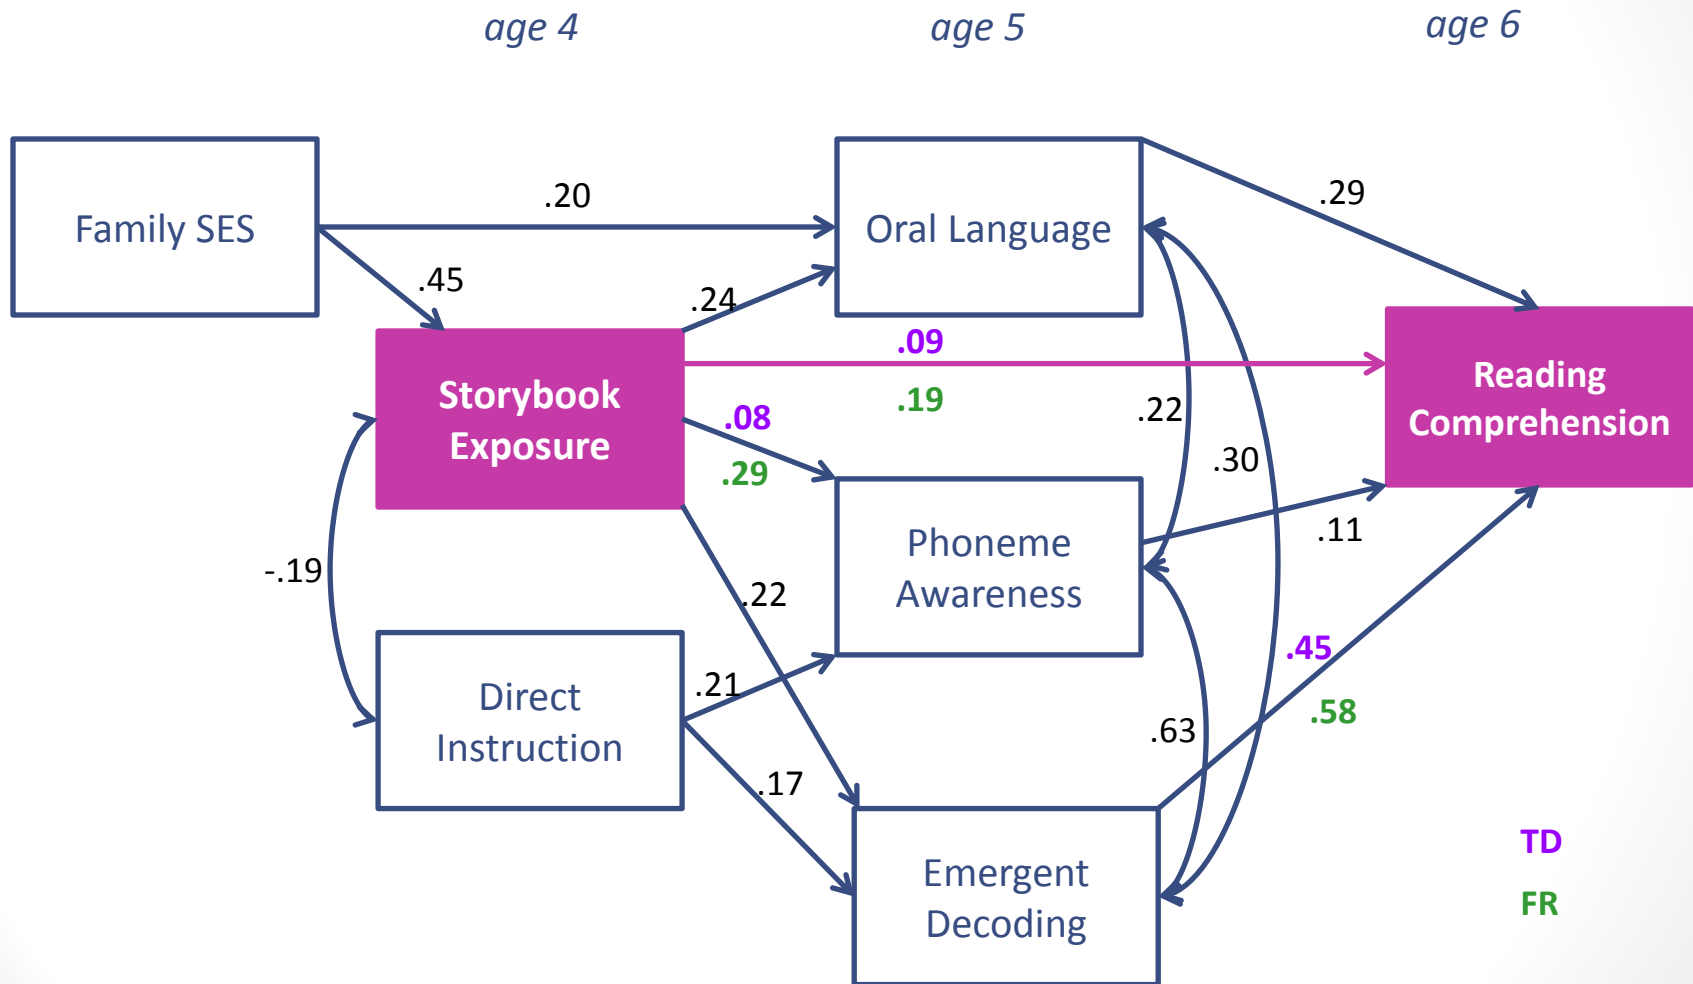 age 4
age 5
age 6
Family SES
.20
Oral Language
.29
.45
.24
.09
Storybook
Exposure
.19
.08
.29
.22
.30
Reading
Comprehension
Phoneme
Awareness
.11
-.19
.22
Direct
Instruction
.21
.17
.45
.58
.63
Emergent
Decoding
TD
FR